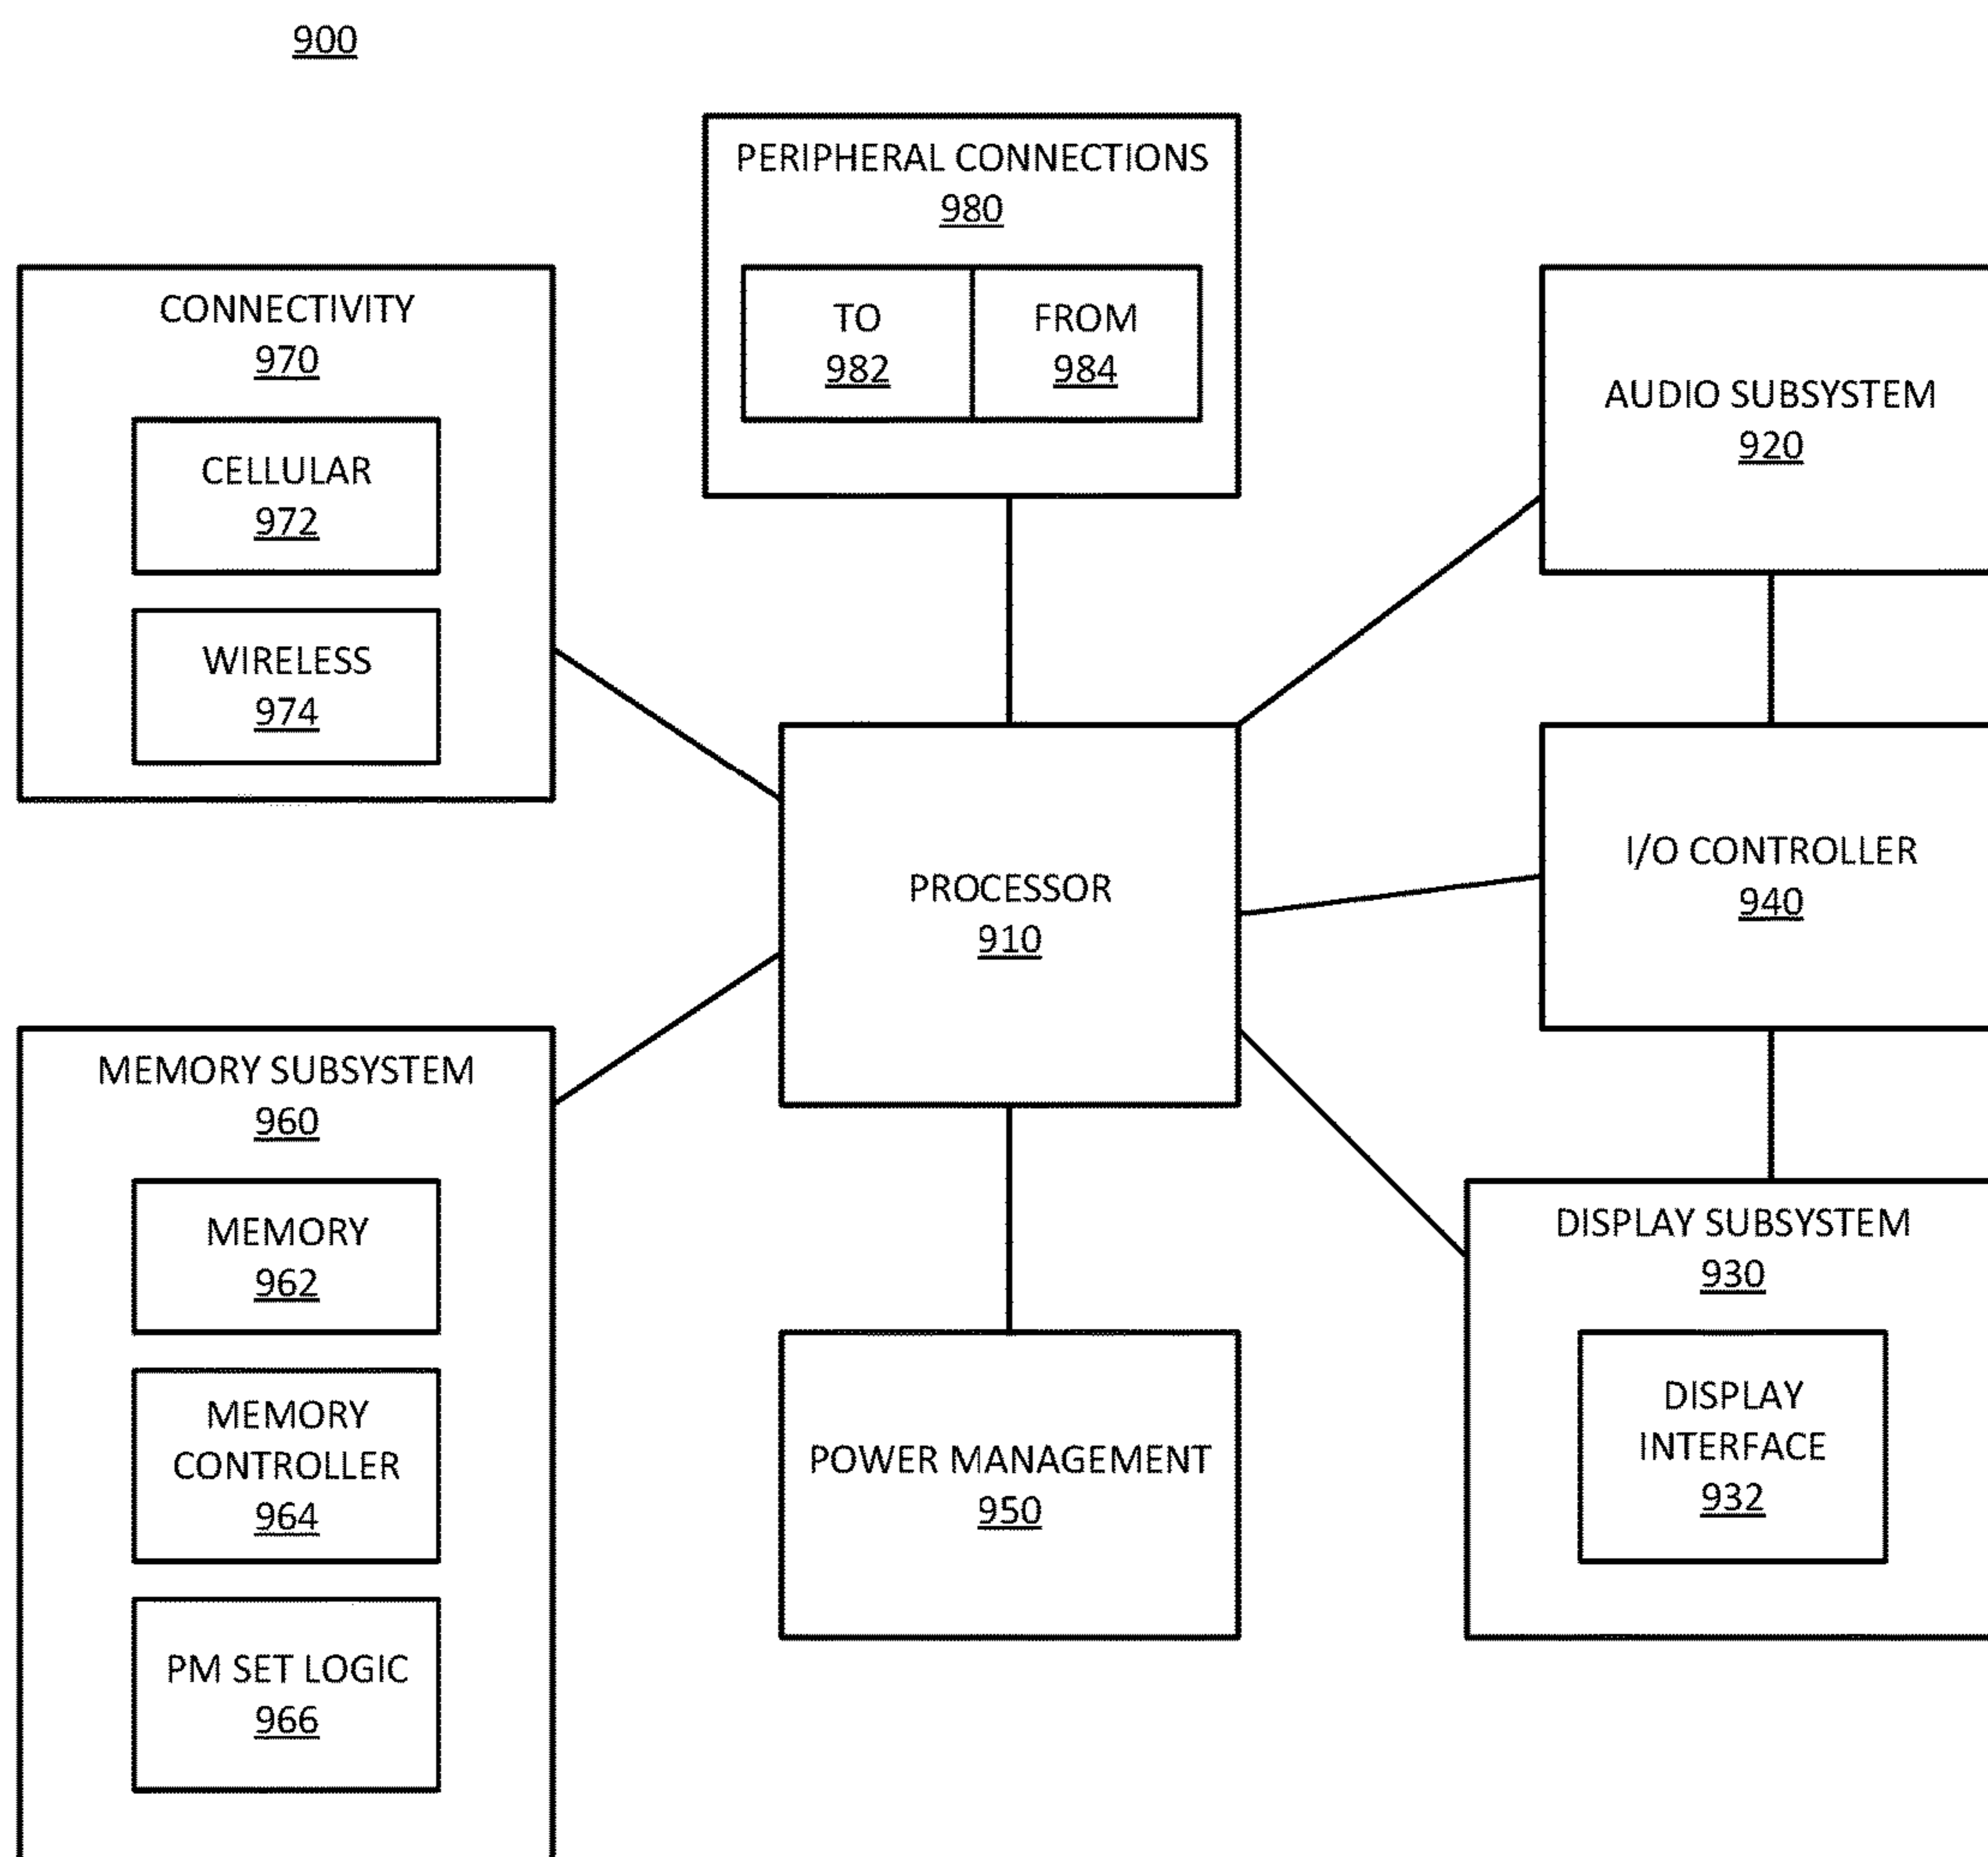 900
PERIPHERAL CONNECTIONS
980
TO
982
FROM
984
CONNECTIVITY
970
CELLULAR
972
WIRELESS
974
AUDIO SUBSYSTEM
920
PROCESSOR
910
I/O CONTROLLER
940
MEMORY SUBSYSTEM
960
MEMORY
962
MEMORY
CONTROLLER
964
PM SET LOGIC
966
POWER MANAGEMENT
950
DISPLAY SUBSYSTEM
930
DISPLAY
INTERFACE
932